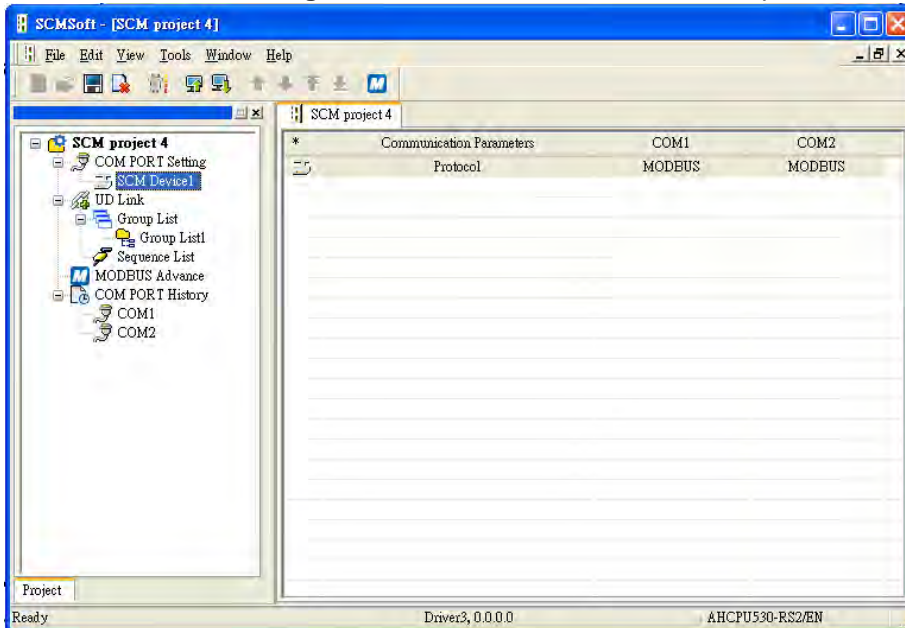 SCMSoft - [SCM project 4]
File Edit View Tools Window Help
SCM project 4
* Communication Parameters COM1 COM2
Protocol MODBUS MODBUS
SCM project 4
COM PORT Setting
SCM Device1
UD Link
Group List
Group List1
Sequence List
MODBUS Advance
COM PORT History
COM1
COM2
Project
Ready Driver3, 0.0.0.0 AHCPU530-RS2/EN